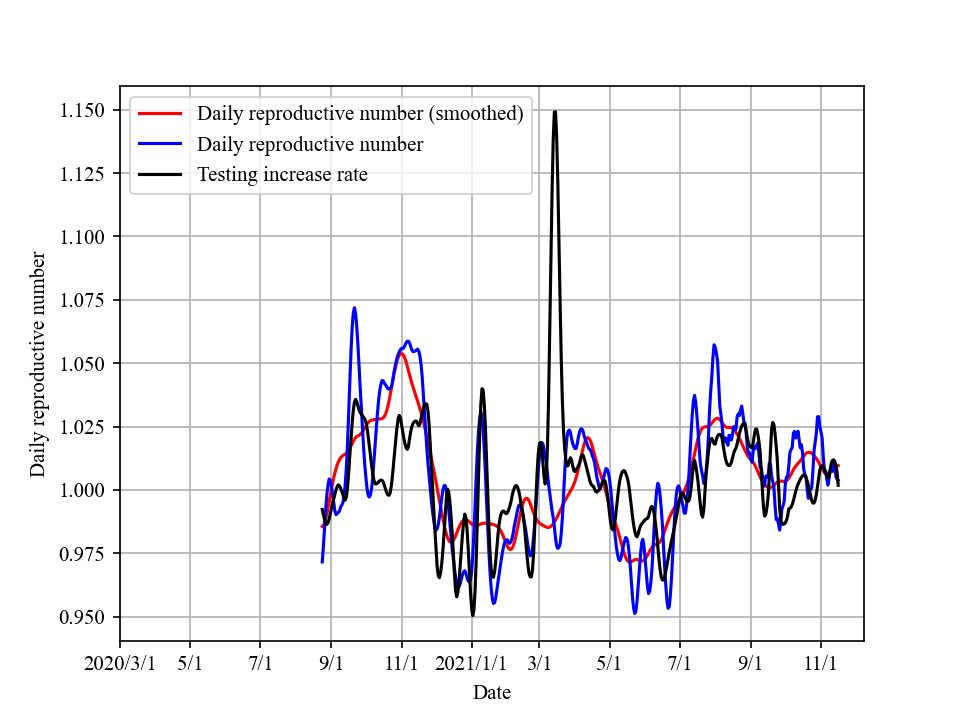 Daily reproductive number (smoothed)
Daily reproductive number
Testing increase rate
Daily reproductive number
1.150
1.125
1.100
1.075
1.050
1.025
1.000
0.975
0.950
2020/3/1 5/1 7/1 9/1 11/1 2021/1/1 3/1 5/1 7/1 9/1 11/1
Date